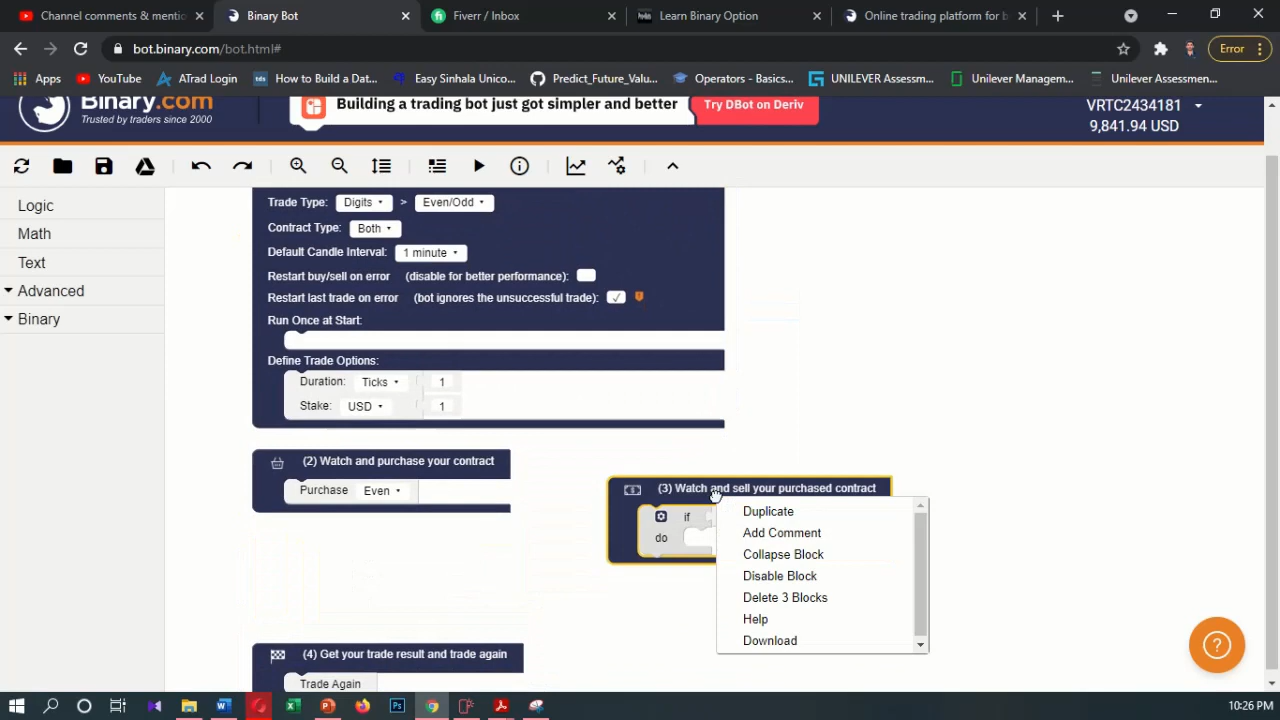 Channel comments & mentio
Binary Bot
Fiverr / Inbox
Learn Binary Option
Online trading platform for b
bot.binary.com/bot.html#
Error
Apps
YouTube
ATrad Login
tds
How to Build a Dat...
Easy Sinhala Unico...
Predict_Future_Valu...
Operators - Basics...
UNILEVER Assessm...
Unilever Managem...
Unilever Assessmen...
Binary.com
Trusted by traders since 2000
Building a trading bot just got simpler and better
Try DBot on Deriv
VRTC2434181
9,841.94 USD
Logic
Math
Text
Advanced
Binary
Trade Type: Digits > Even/Odd
Contract Type: Both
Default Candle Interval: 1 minute
Restart buy/sell on error (disable for better performance):
Restart last trade on error (bot ignores the unsuccessful trade): ✓
Run Once at Start:
Define Trade Options:
Duration: Ticks 1
Stake: USD 1
(2) Watch and purchase your contract
Purchase Even
(3) Watch and sell your purchased contract
if
do
Duplicate
Add Comment
Collapse Block
Disable Block
Delete 3 Blocks
Help
Download
(4) Get your trade result and trade again
Trade Again
10:26 PM